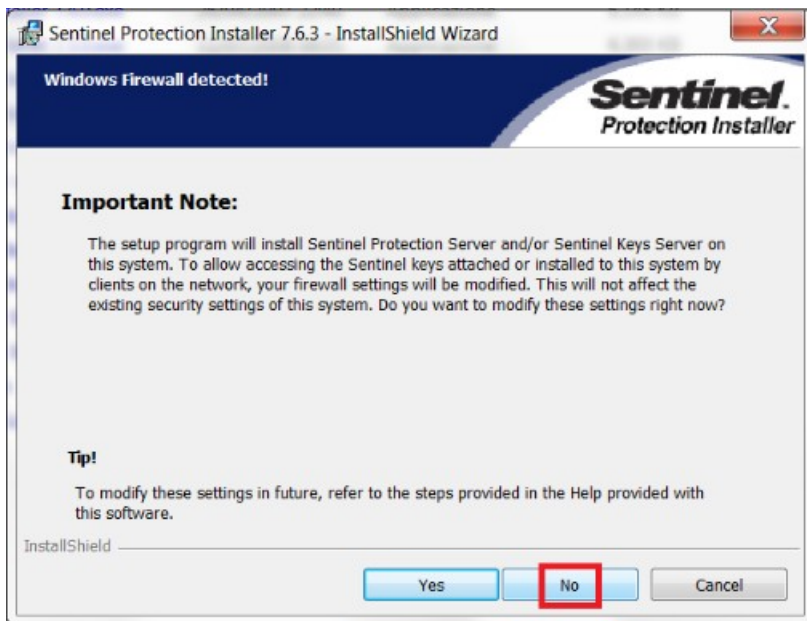 Sentinel Protection Installer 7.6.3 - InstallShield Wizard
Windows Firewall detected!
Sentinel.
Protection Installer
Important Note:
The setup program will install Sentinel Protection Server and/or Sentinel Keys Server on
this system. To allow accessing the Sentinel keys attached or installed to this system by
clients on the network, your firewall settings will be modified. This will not affect the
existing security settings of this system. Do you want to modify these settings right now?
Tip!
To modify these settings in future, refer to the steps provided in the Help provided with
this software.
InstallShield
Yes
No
Cancel